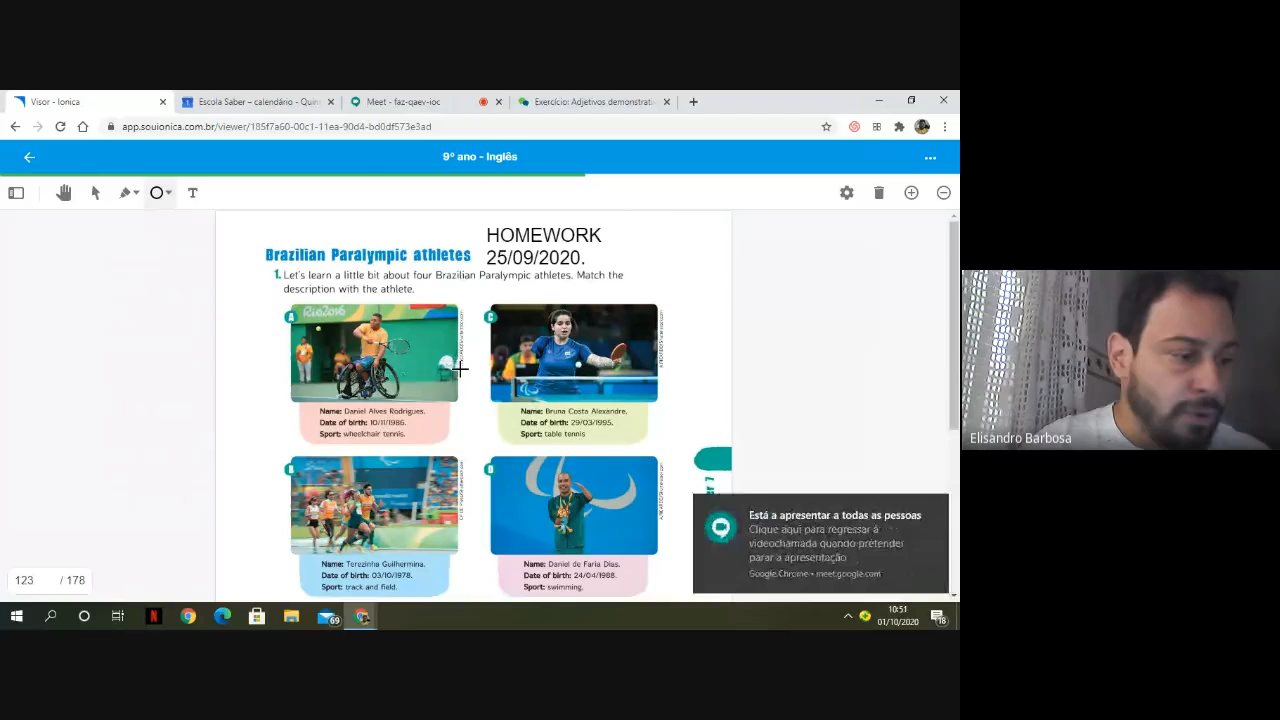 Visor - Ionica
Escola Saber – calendário - Quin
Meet - faz-qaev-ioc
Exercício: Adjetivos demonstrati
app.souionica.com.br/viewer/185f7a60-00c1-11ea-90d4-bd0df573e3ad
9º ano - Inglês
T
HOMEWORK
25/09/2020.
Brazilian Paralympic athletes
1. Let's learn a little bit about four Brazilian Paralympic athletes. Match the
description with the athlete.
A
Rio2016
C
Name: Daniel Alves Rodrigues.
Date of birth: 10/11/1986.
Sport: wheelchair tennis.
Name: Bruna Costa Alexandre.
Date of birth: 29/03/1995.
Sport: table tennis
D
Name: Terezinha Guilhermina.
Date of birth: 03/10/1978.
Sport: track and field.
Name: Daniel de Faria Dias.
Date of birth: 24/04/1988.
Sport: swimming.
Elisandro Barbosa
Está a apresentar a todas as pessoas
Clique aqui para regressar à
videochamada quando pretender
parar a apresentação
Google Chrome • meet.google.com
123 / 178
69
10:51
01/10/2020
18